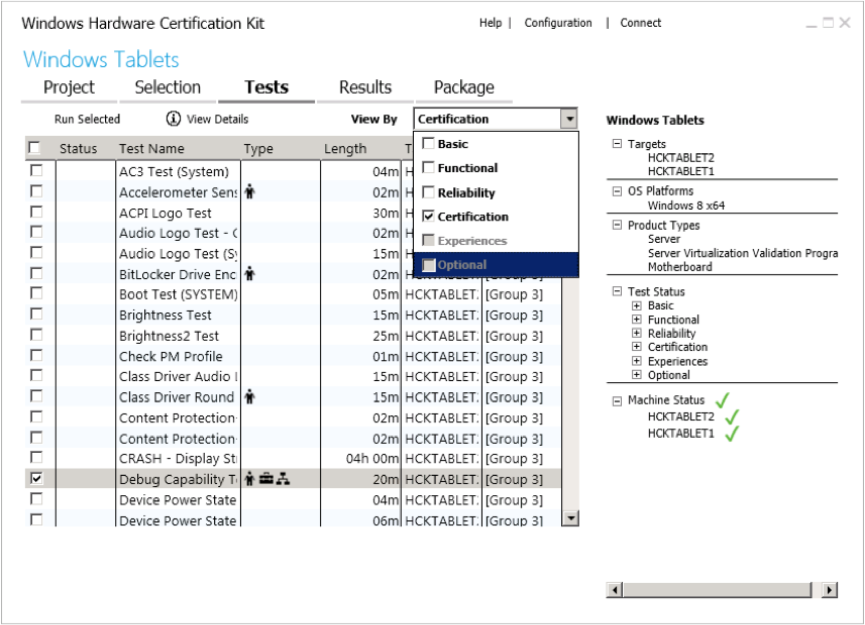 Windows Hardware Certification Kit
Help | Configuration | Connect
Windows Tablets
Project Selection Tests Results Package
Run Selected View Details View By Certification
Status Test Name Type Length T
AC3 Test (System) 04m H
Accelerometer Sens 02m H
ACPI Logo Test 30m H
Audio Logo Test - C 02m H
Audio Logo Test (Sy 15m H
BitLocker Drive Enc 02m
Boot Test (SYSTEM) 05m HCKTABLET. [Group 3]
Brightness Test 15m HCKTABLET. [Group 3]
Brightness2 Test 25m HCKTABLET. [Group 3]
Check PM Profile 01m HCKTABLET. [Group 3]
Class Driver Audio 15m HCKTABLET. [Group 3]
Class Driver Round 15m HCKTABLET. [Group 3]
Content Protection 02m HCKTABLET. [Group 3]
Content Protection 02m HCKTABLET. [Group 3]
CRASH - Display St 04h 00m HCKTABLET. [Group 3]
Debug Capability T 20m HCKTABLET. [Group 3]
Device Power State 04m HCKTABLET. [Group 3]
Device Power State 06m HCKTABLET. [Group 3]
Basic
Functional
Reliability
Certification
Experiences
Optional
Windows Tablets
Targets
HCKTABLET2
HCKTABLET1
OS Platforms
Windows 8 x64
Product Types
Server
Server Virtualization Validation Progra
Motherboard
Test Status
Basic
Functional
Reliability
Certification
Experiences
Optional
Machine Status
HCKTABLET2
HCKTABLET1